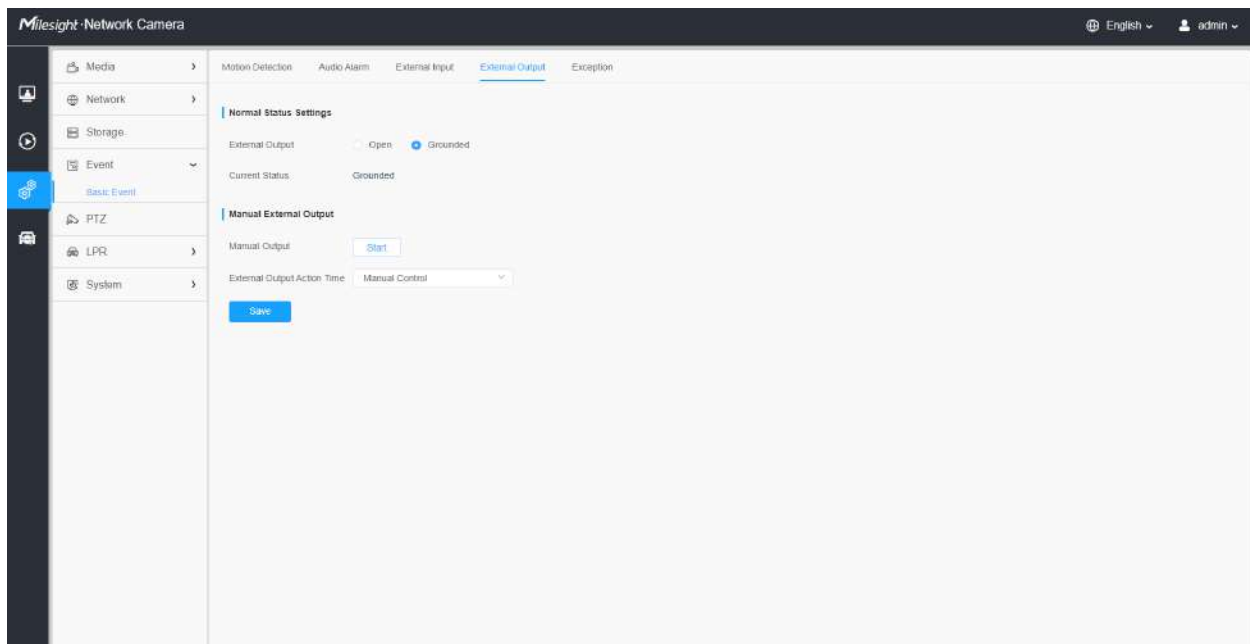 Milesight · Network Camera
English
admin
Media
Network
Storage
Event
Basic Event
PTZ
LPR
System
Motion Detection
Audio Alarm
External Input
External Output
Exception
Normal Status Settings
External Output
Open
Grounded
Current Status
Grounded
Manual External Output
Manual Output
Start
External Output Action Time
Manual Control
Save